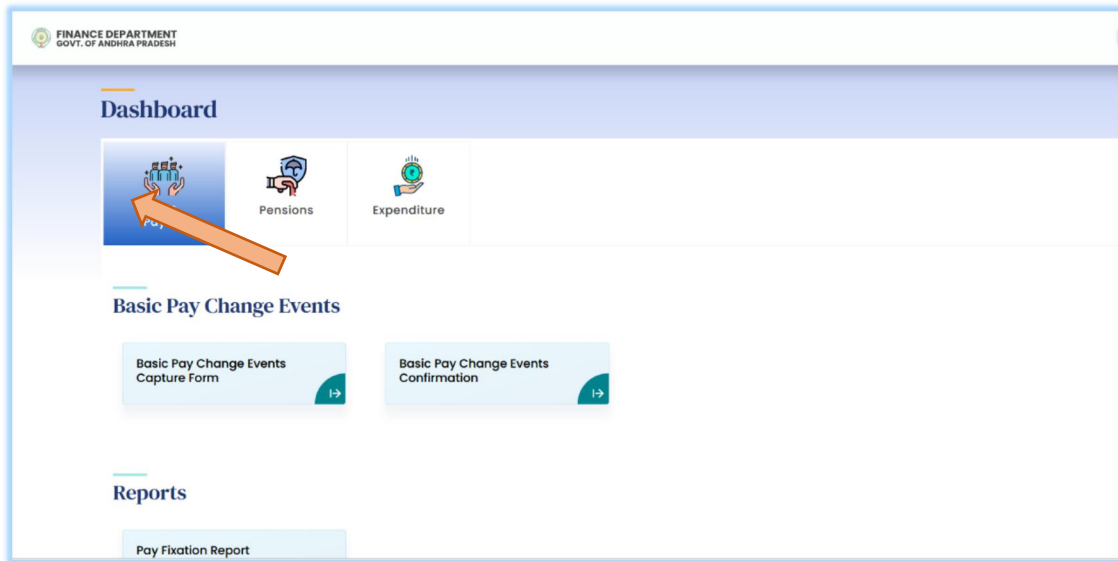 FINANCE DEPARTMENT
GOVT. OF ANDHRA PRADESH
Dashboard
Pensions
Expenditure
Basic Pay Change Events
Basic Pay Change Events
Capture Form
Basic Pay Change Events
Confirmation
Reports
Pay Fixation Report